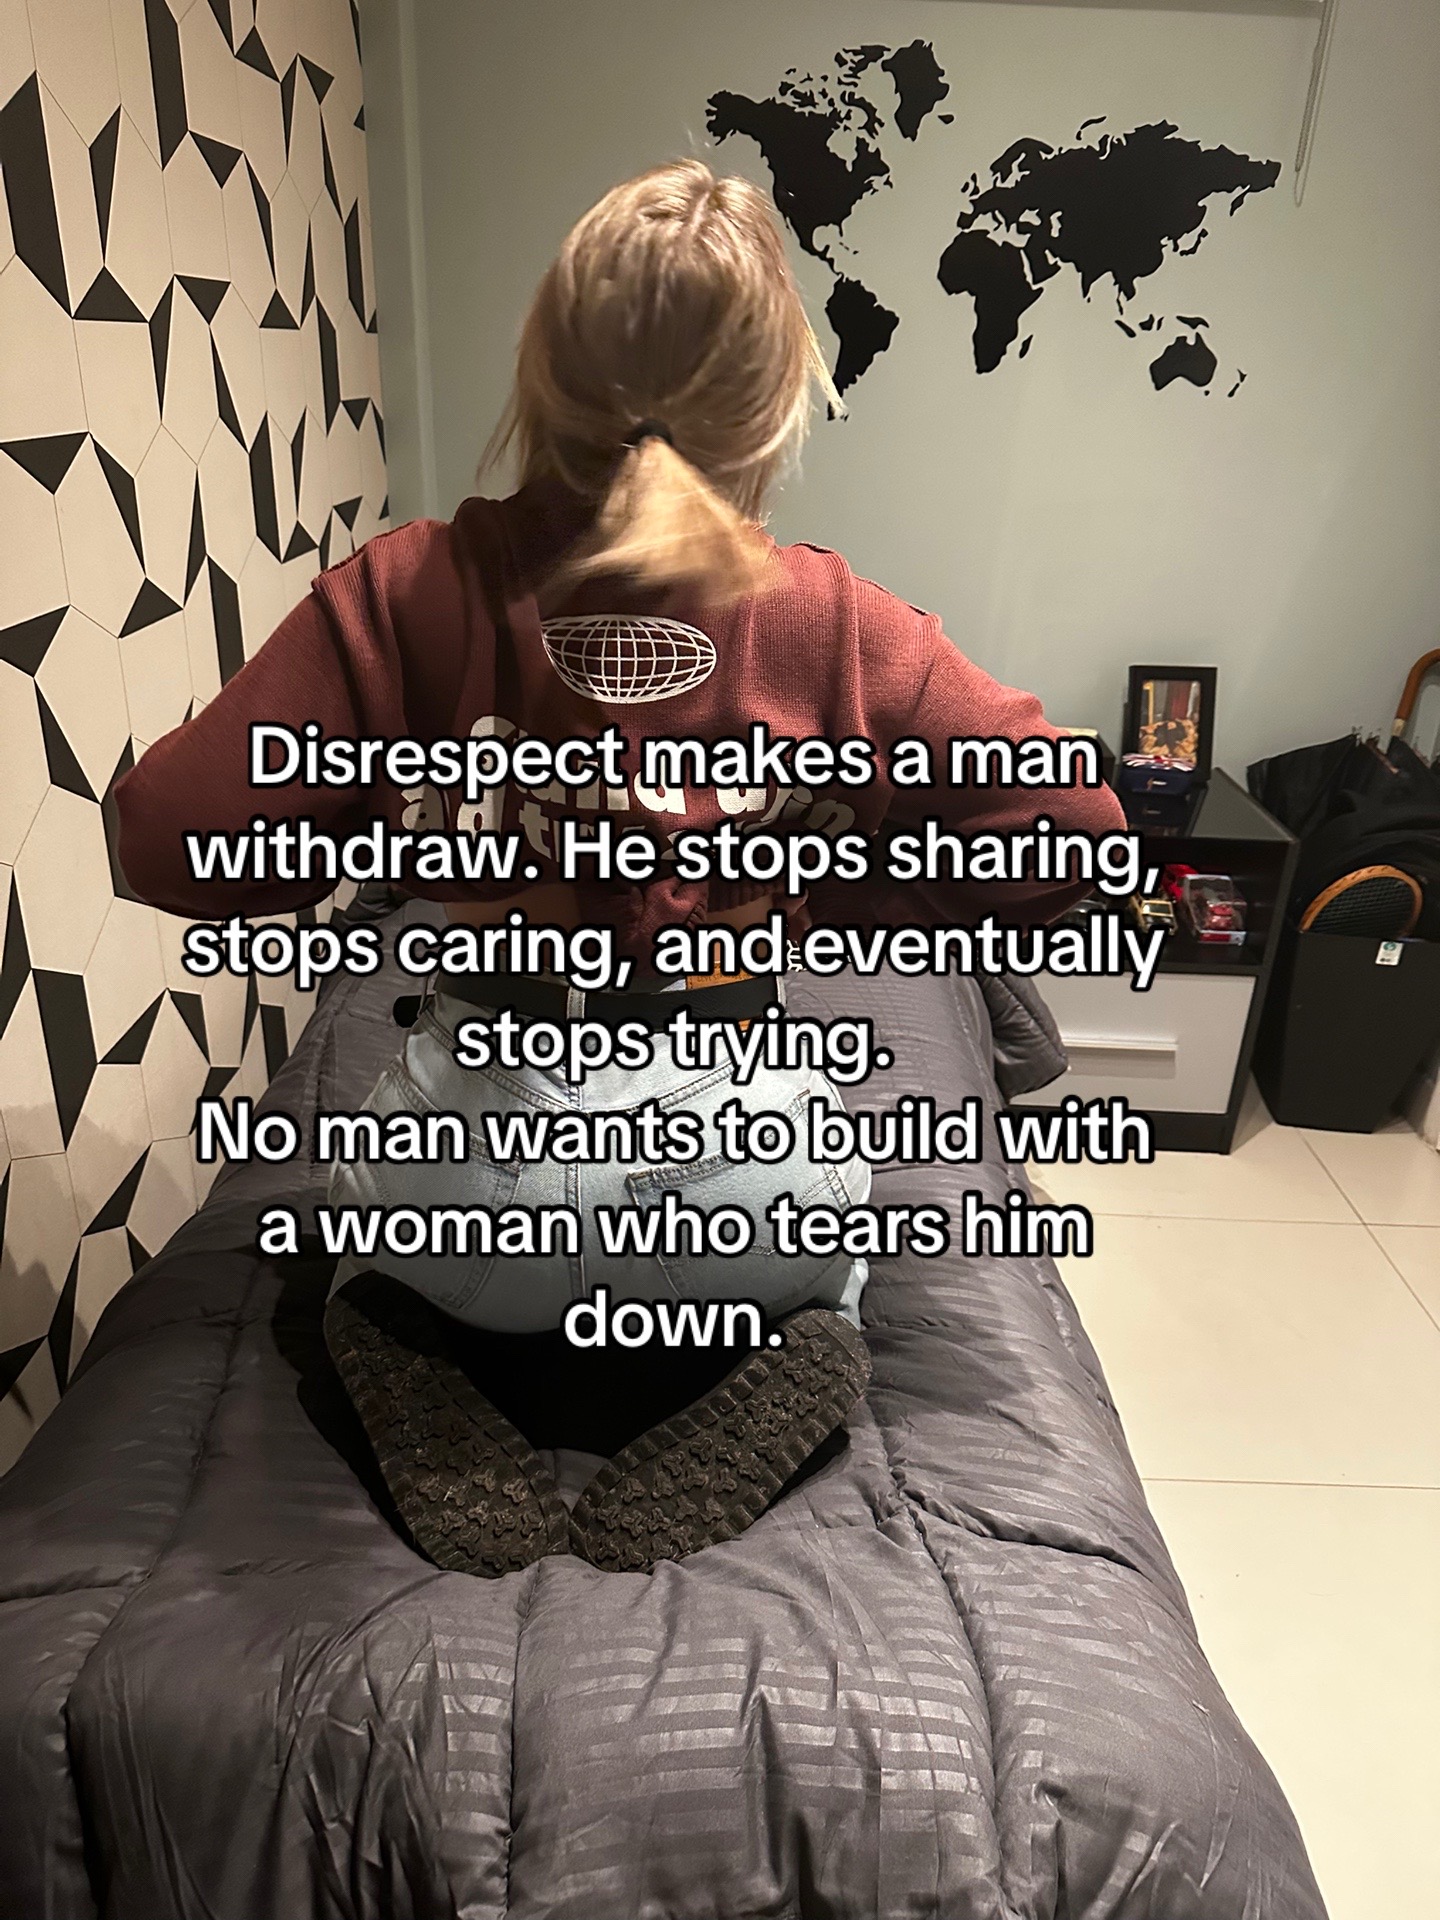 Disrespect makes a man
withdraw. He stops sharing,
stops caring, and eventually
stops trying.
No man wants to build with
a woman who tears him
down.